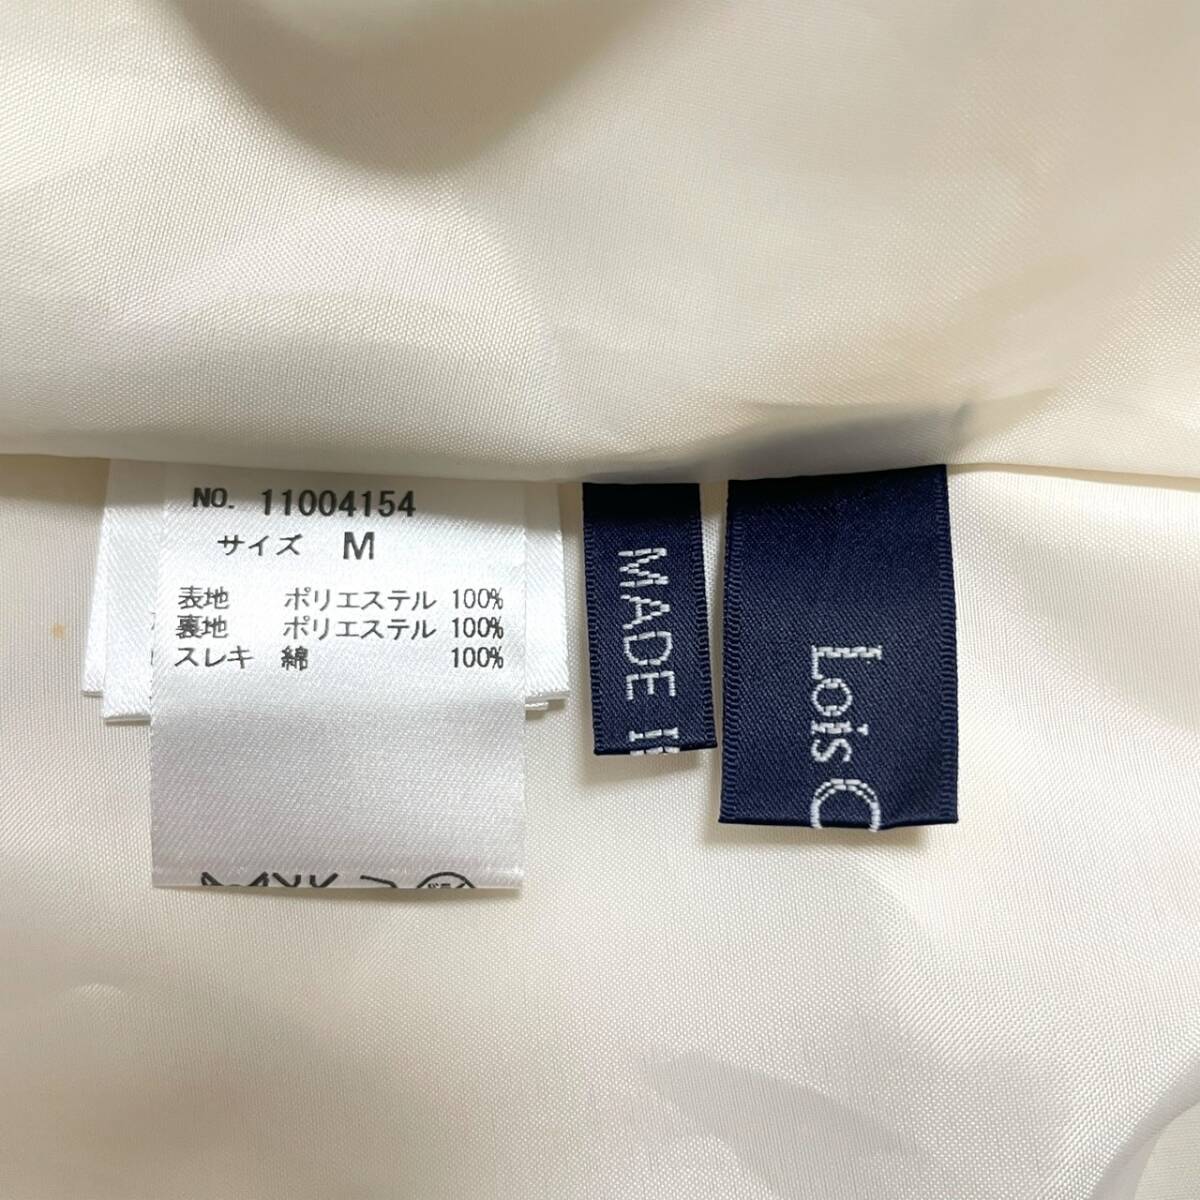 NO. 11004154
サイズ M
表地 ポリエステル 100%
裏地 ポリエステル 100%
スレキ 綿 100%
MADE
Lois